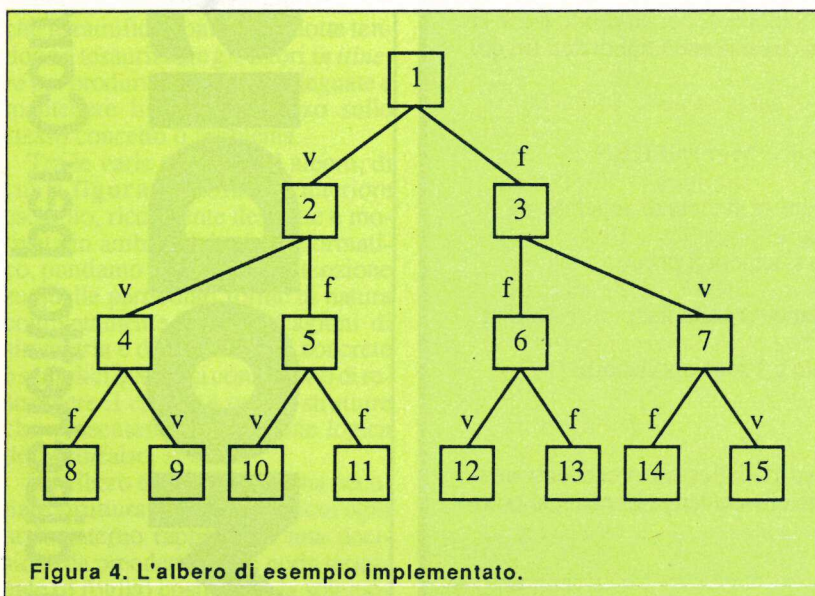 1
v f
2 3
v f f v
4 5 6 7
f v v f v f f v
8 9 10 11 12 13 14 15
Figura 4. L'albero di esempio implementato.